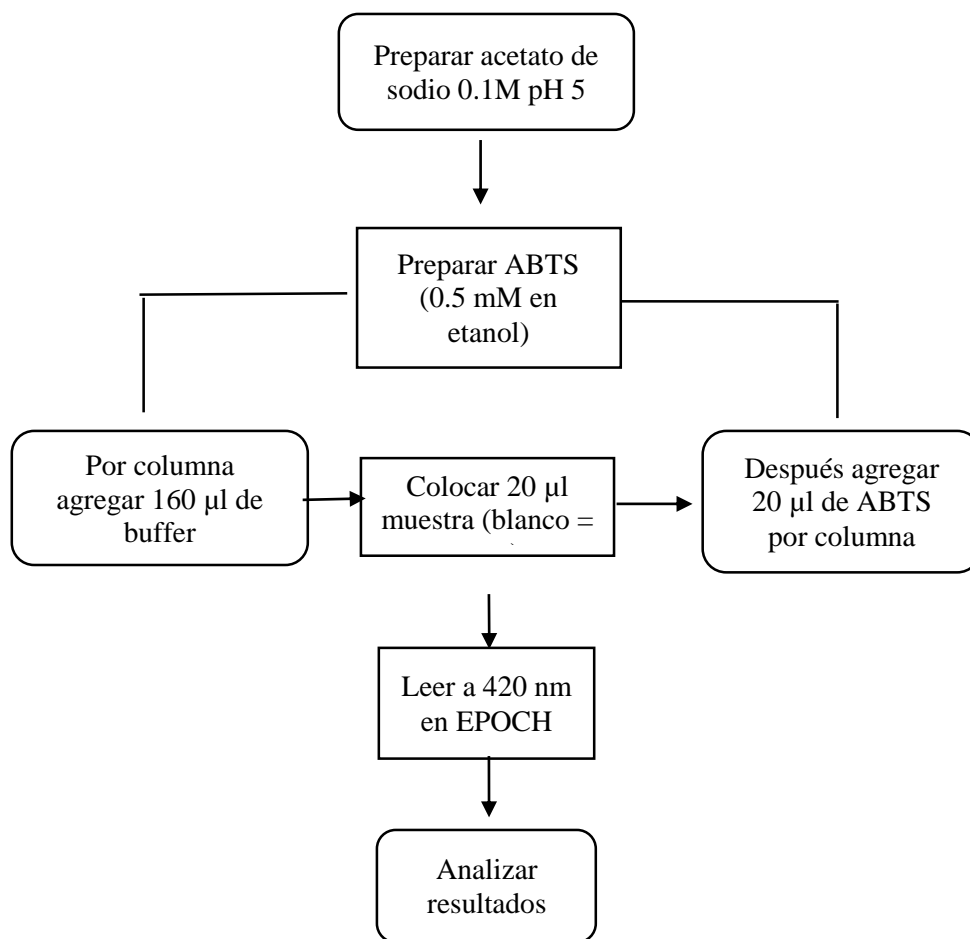 Preparar acetato de
sodio 0.1M pH 5
Preparar ABTS
(0.5 mM en
etanol)
Por columna
agregar 160 µl de
buffer
Colocar 20 µl
muestra (blanco =
Después agregar
20 µl de ABTS
por columna
Leer a 420 nm
en EPOCH
Analizar
resultados